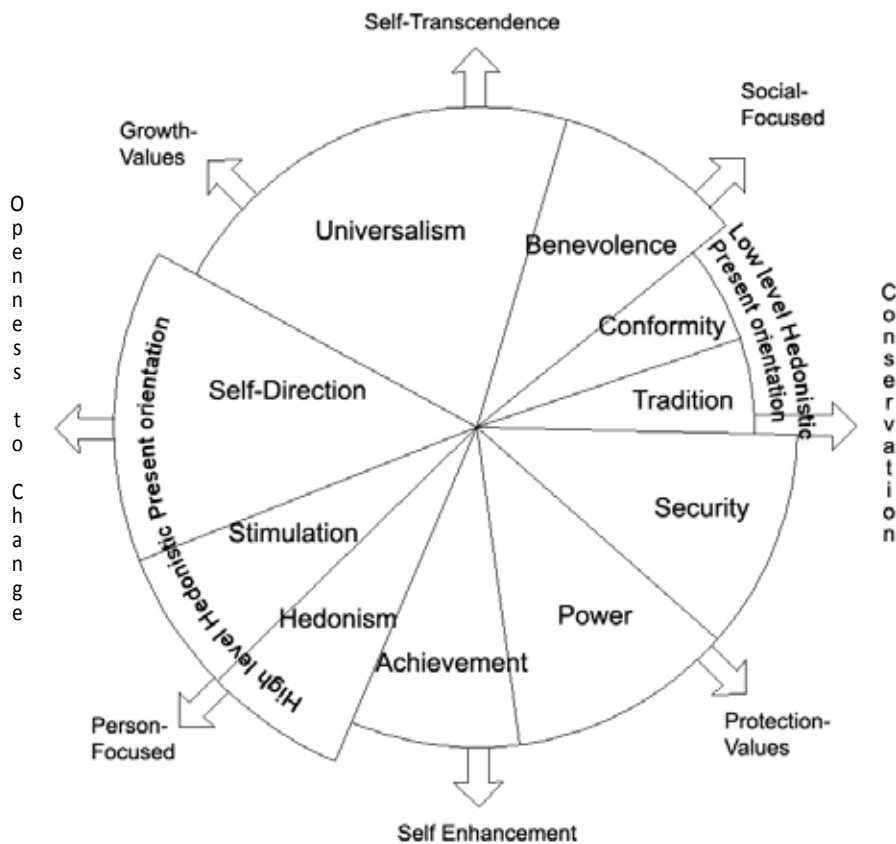 Self-Transcendence
Social-
Focused
Growth-
Values
Openness to Change
Universalism
Benevolence
Low level Hedonistic
Present orientation
Conformity
Conservation
Self-Direction
Tradition
High level Hedonistic Present orientation
Security
Stimulation
Hedonism
Power
Achievement
Person-
Focused
Protection-
Values
Self Enhancement